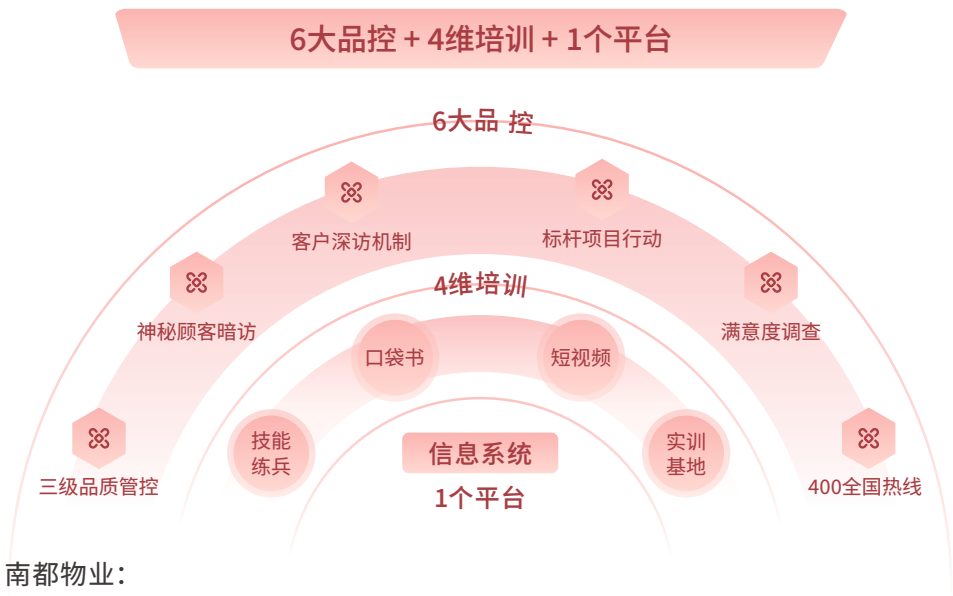 6大品控 + 4维培训 + 1个平台
6大品 控
客户深访机制
标杆项目行动
神秘顾客暗访
满意度调查
三级品质管控
400全国热线
4维培训
口袋书
短视频
技能
练兵
实训
基地
信息系统
1个平台
南都物业：